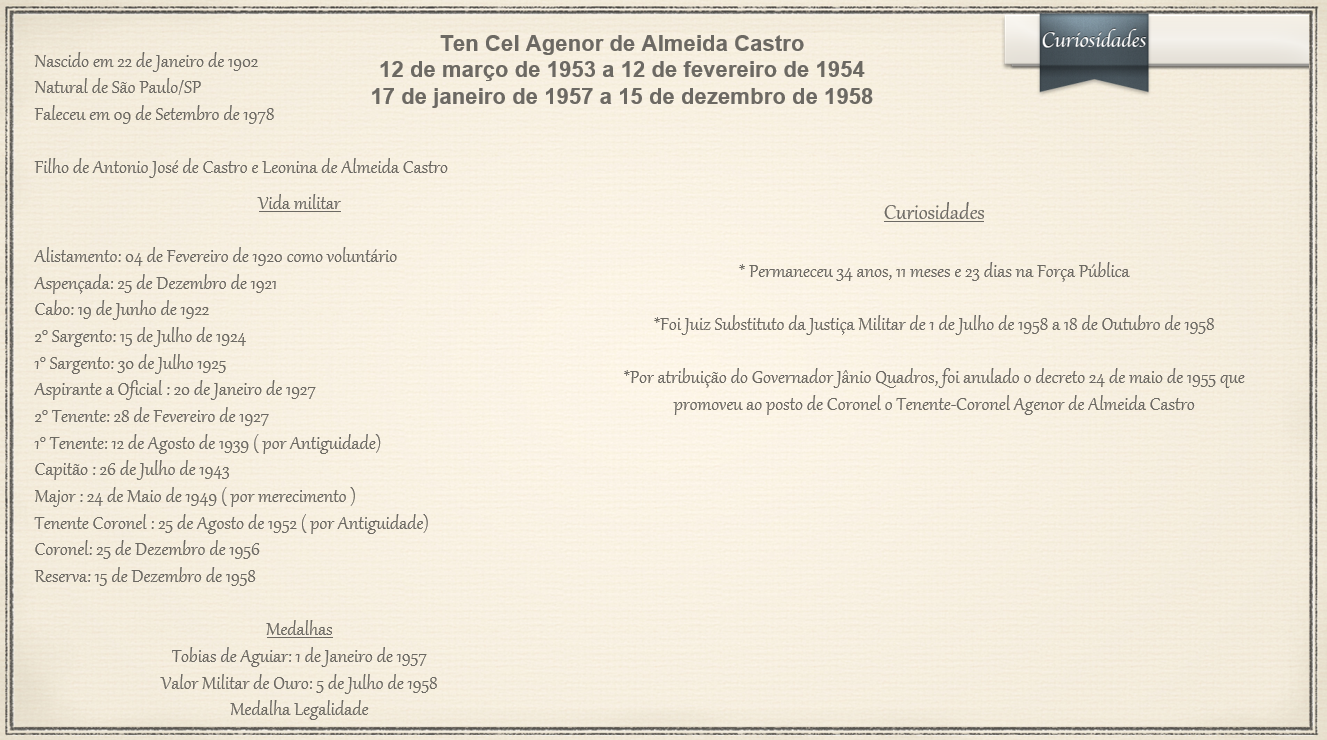 Ten Cel Agenor de Almeida Castro
12 de março de 1953 a 12 de fevereiro de 1954
17 de janeiro de 1957 a 15 de dezembro de 1958
Curiosidades
Nascido em 22 de Janeiro de 1902
Natural de São Paulo/SP
Faleceu em 09 de Setembro de 1978
Filho de Antonio José de Castro e Leonina de Almeida Castro
Vida militar
Alistamento: 04 de Fevereiro de 1920 como voluntário
Aspençada: 25 de Dezembro de 1921
Cabo: 19 de Junho de 1922
2° Sargento: 15 de Julho de 1924
1° Sargento: 30 de Julho 1925
Aspirante a Oficial : 20 de Janeiro de 1927
2° Tenente: 28 de Fevereiro de 1927
1° Tenente: 12 de Agosto de 1939 ( por Antiguidade)
Capitão : 26 de Julho de 1943
Major : 24 de Maio de 1949 ( por merecimento )
Tenente Coronel : 25 de Agosto de 1952 ( por Antiguidade)
Coronel: 25 de Dezembro de 1956
Reserva: 15 de Dezembro de 1958
Medalhas
Tobias de Aguiar: 1 de Janeiro de 1957
Valor Militar de Ouro: 5 de Julho de 1958
Medalha Legalidade
Curiosidades
* Permaneceu 34 anos, 11 meses e 23 dias na Força Pública
*Foi Juiz Substituto da Justiça Militar de 1 de Julho de 1958 a 18 de Outubro de 1958
*Por atribuição do Governador Jânio Quadros, foi anulado o decreto 24 de maio de 1955 que
promoveu ao posto de Coronel o Tenente-Coronel Agenor de Almeida Castro